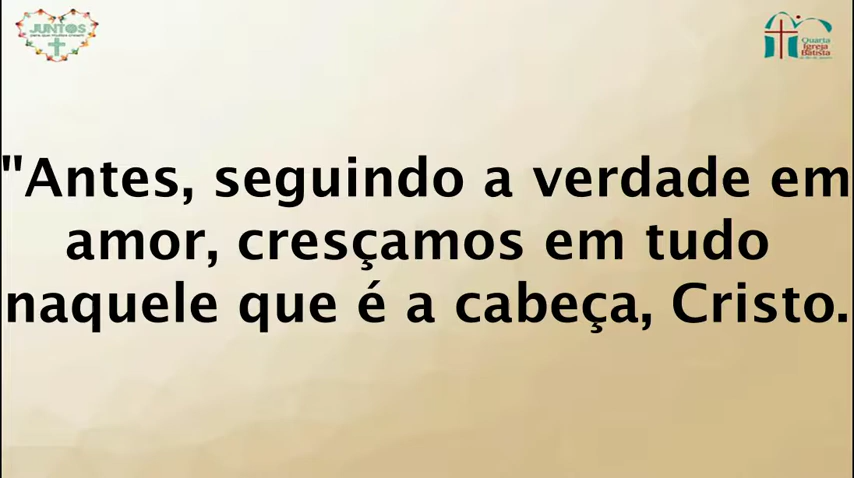 JUNTOS
Quarta
Igreja
Batista
"Antes, seguindo a verdade em
amor, cresçamos em tudo
naquele que é a cabeça, Cristo.